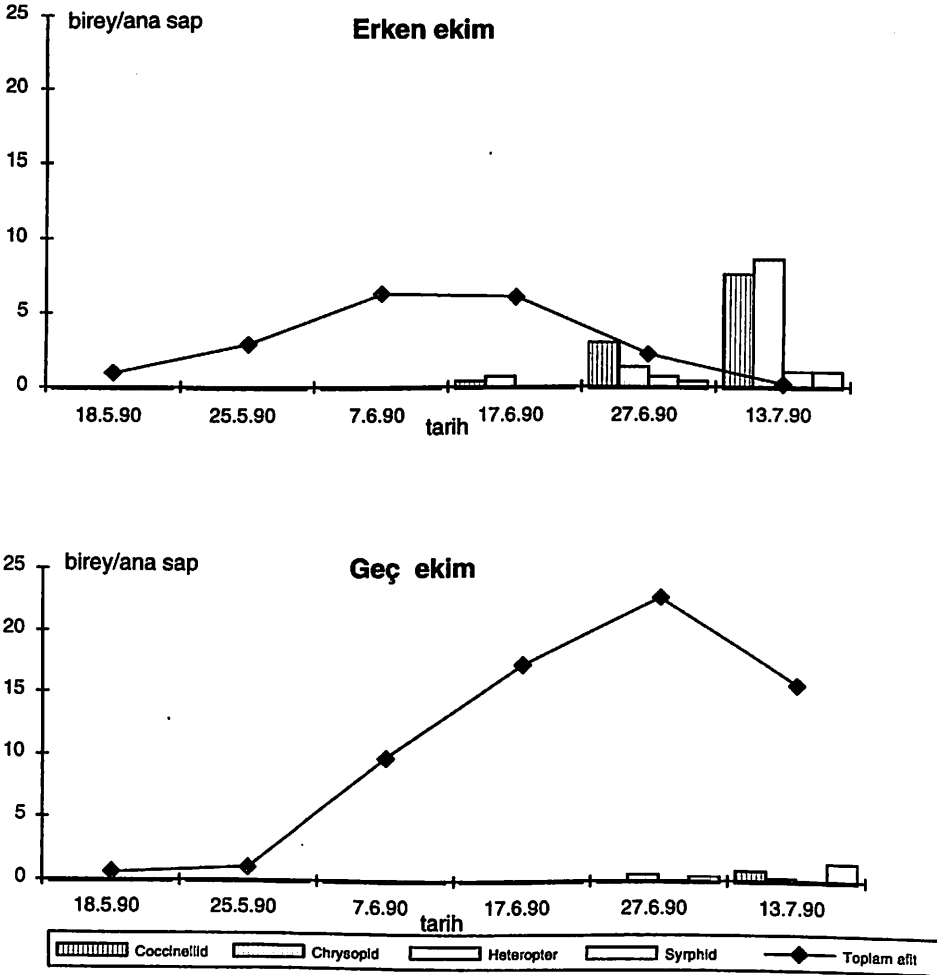 25 birey/ana sap Erken ekim
20
15
10
5
0
18.5.90 25.5.90 7.6.90 17.6.90 27.6.90 13.7.90
tarih
25 birey/ana sap Geç ekim
20
15
10
5
0
18.5.90 25.5.90 7.6.90 17.6.90 27.6.90 13.7.90
tarih
Coccinellid Chrysopid Heteropter Syrphid Toplam afit